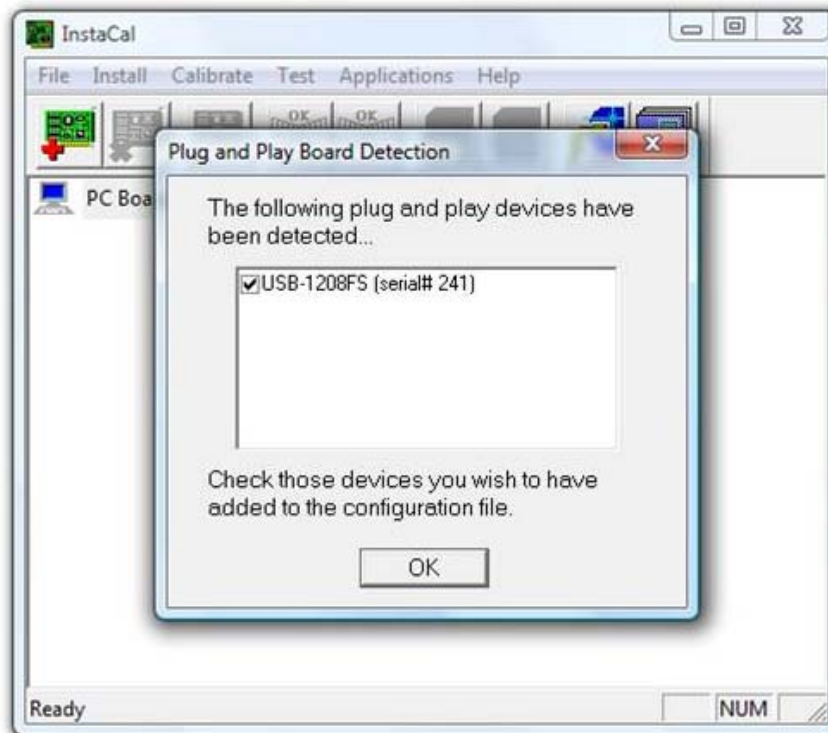 InstaCal
File Install Calibrate Test Applications Help
OK OK
Plug and Play Board Detection
PC Boa
The following plug and play devices have
been detected...
USB-1208FS (serial# 241)
Check those devices you wish to have
added to the configuration file.
OK
Ready NUM